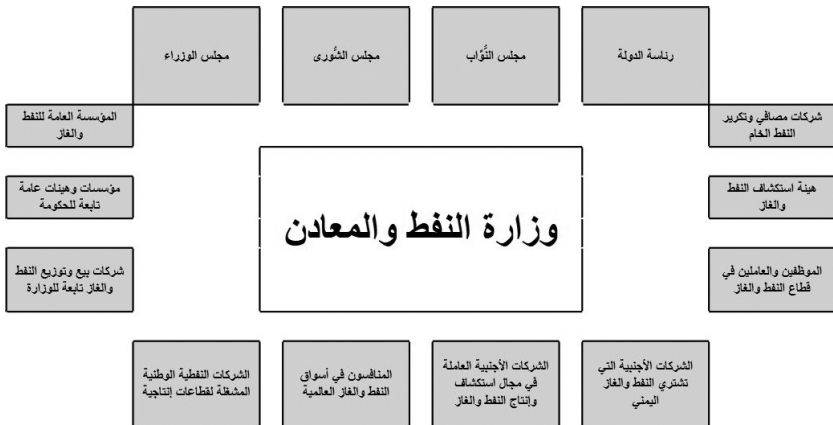 رئاسة الدولة
مجلس النُّوَّاب
مجلس الشُّورى
مجلس الوزراء
شركات مصافي وتكرير
النفط الخام
المؤسسة العامة للنفط
والغاز
وزارة النفط والمعادن
هيئة استكشاف النفط
والغاز
مؤسسات وهيئات عامة
تابعة للحكومة
الموظفين والعاملين في
قطاع النفط والغاز
شركات بيع وتوزيع النفط
والغاز تابعة للوزارة
الشركات الأجنبية التي
تشتري النفط والغاز
اليمني
الشركات الأجنبية العاملة
في مجال استكشاف
وإنتاج النفط والغاز
المنافسون في أسواق
النفط والغاز العالمية
الشركات النفطية الوطنية
المشغلة لقطاعات إنتاجية